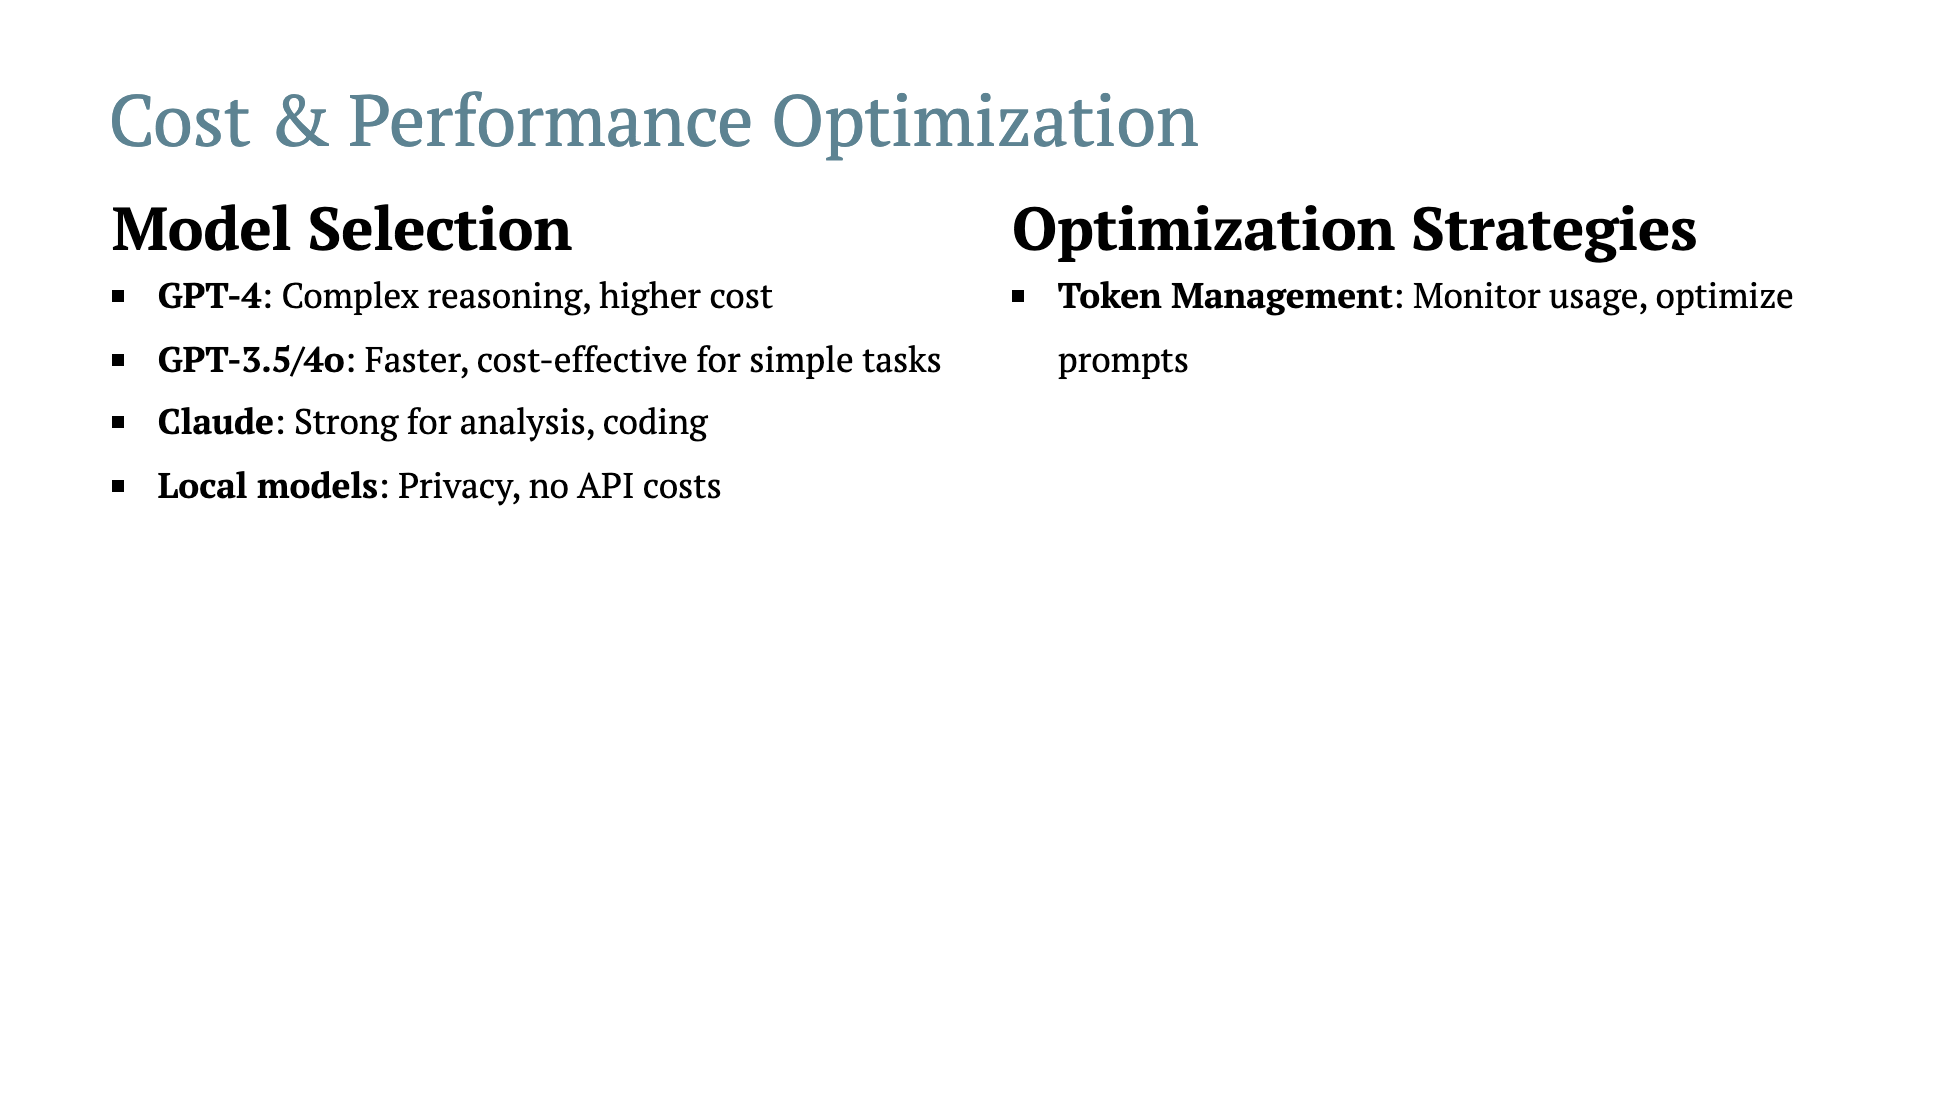 Cost & Performance Optimization
Model Selection
▪ GPT-4: Complex reasoning, higher cost
▪ GPT-3.5/4o: Faster, cost-effective for simple tasks
▪ Claude: Strong for analysis, coding
▪ Local models: Privacy, no API costs
Optimization Strategies
▪ Token Management: Monitor usage, optimize
prompts